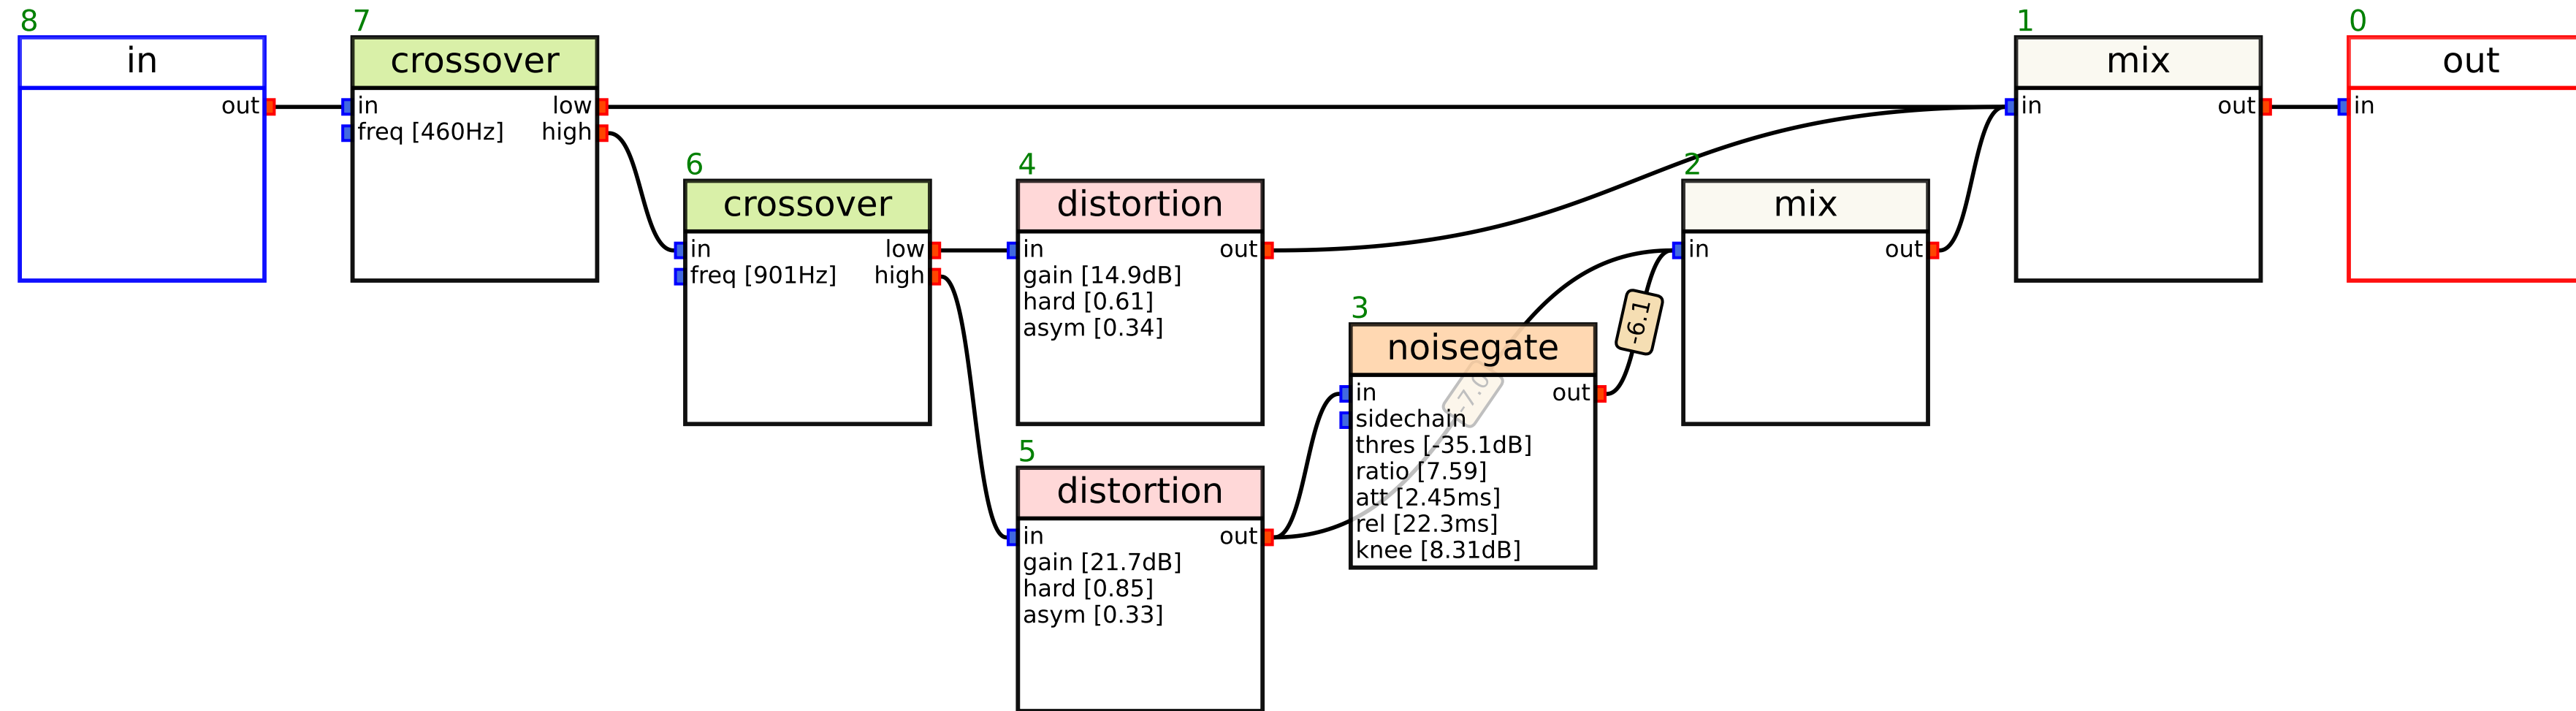 8
in
out
7
crossover
in
low
freq [460Hz]
high
6
crossover
in
low
freq [901Hz]
high
4
distortion
in
out
gain [14.9dB]
hard [0.61]
asym [0.34]
5
distortion
in
out
gain [21.7dB]
hard [0.85]
asym [0.33]
3
noisegate
in
out
sidechain
thres [-35.1dB]
ratio [7.59]
att [2.45ms]
rel [22.3ms]
knee [8.31dB]
-7.0
-6.1
2
mix
in
out
1
mix
in
out
0
out
in